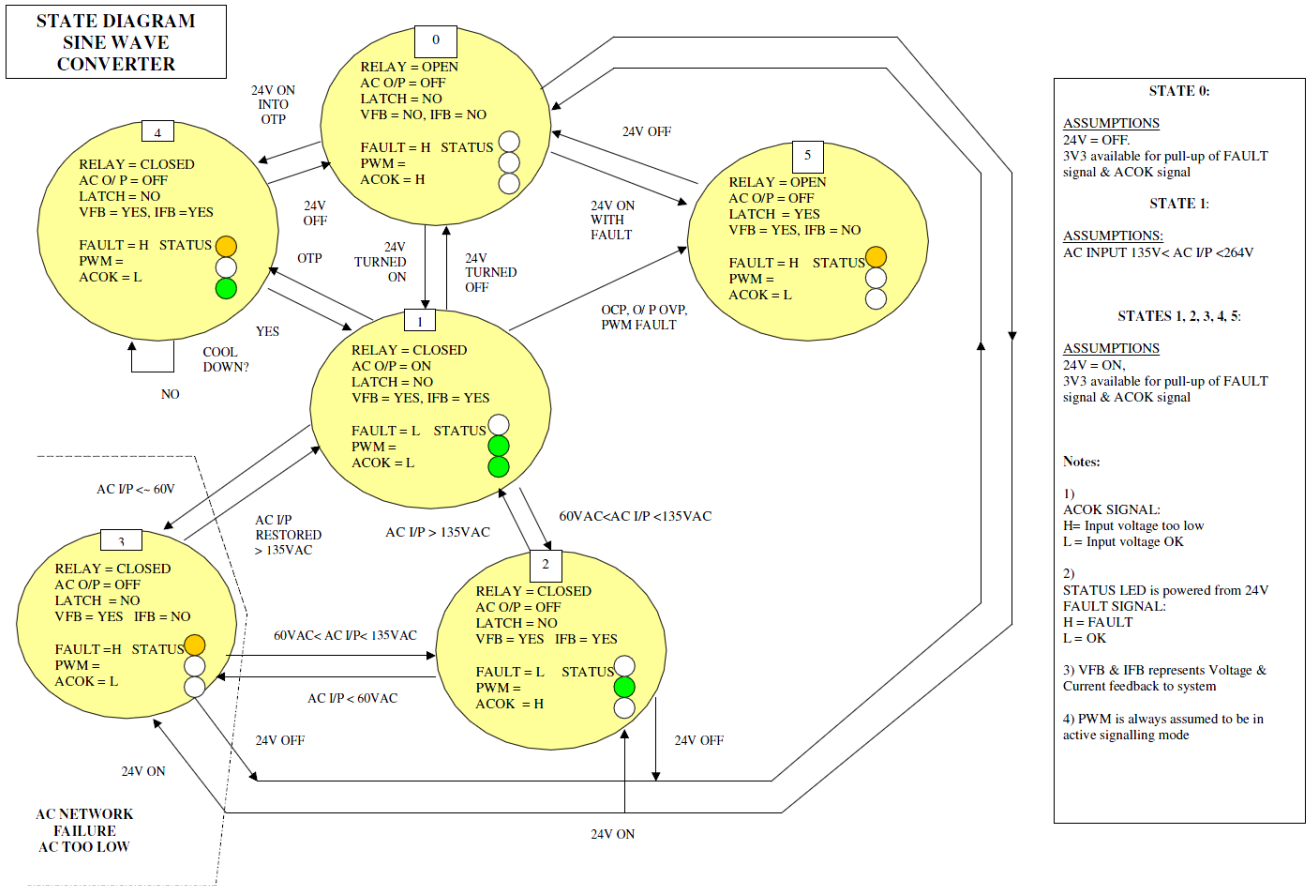 STATE DIAGRAM
SINE WAVE
CONVERTER
0
RELAY = OPEN
AC O/P = OFF
LATCH = NO
VFB = NO, IFB = NO
FAULT = H STATUS
PWM =
ACOK = H
24V ON
INTO
OTP
4
RELAY = CLOSED
AC O/ P = OFF
LATCH = NO
VFB = YES, IFB =YES
FAULT = H STATUS
PWM =
ACOK = L
24V
OFF
OTP
24V
TURNED
ON
24V
TURNED
OFF
24V OFF
24V ON
WITH
FAULT
5
RELAY = OPEN
AC O/P = OFF
LATCH = YES
VFB = YES, IFB = NO
FAULT = H STATUS
PWM =
ACOK = L
OCP, O/ P OVP,
PWM FAULT
YES
COOL
DOWN?
NO
1
RELAY = CLOSED
AC O/P = ON
LATCH = NO
VFB = YES, IFB = YES
FAULT = L STATUS
PWM =
ACOK = L
AC I/P <~ 60V
AC I/P
RESTORED
> 135VAC
AC I/P > 135VAC
60VAC<AC I/P <135VAC
3
RELAY = CLOSED
AC O/P = OFF
LATCH = NO
VFB = YES IFB = NO
FAULT =H STATUS
PWM =
ACOK = L
60VAC< AC I/P< 135VAC
AC I/P < 60VAC
2
RELAY = CLOSED
AC O/P = OFF
LATCH = NO
VFB = YES IFB = YES
FAULT = L STATUS
PWM =
ACOK = H
24V OFF
24V OFF
24V ON
24V ON
AC NETWORK
FAILURE
AC TOO LOW
STATE 0:
ASSUMPTIONS
24V = OFF.
3V3 available for pull-up of FAULT
signal & ACOK signal
STATE 1:
ASSUMPTIONS:
AC INPUT 135V< AC I/P <264V
STATES 1, 2, 3, 4, 5:
ASSUMPTIONS
24V = ON,
3V3 available for pull-up of FAULT
signal & ACOK signal
Notes:
1)
ACOK SIGNAL:
H= Input voltage too low
L = Input voltage OK
2)
STATUS LED is powered from 24V
FAULT SIGNAL:
H = FAULT
L = OK
3) VFB & IFB represents Voltage &
Current feedback to system
4) PWM is always assumed to be in
active signalling mode